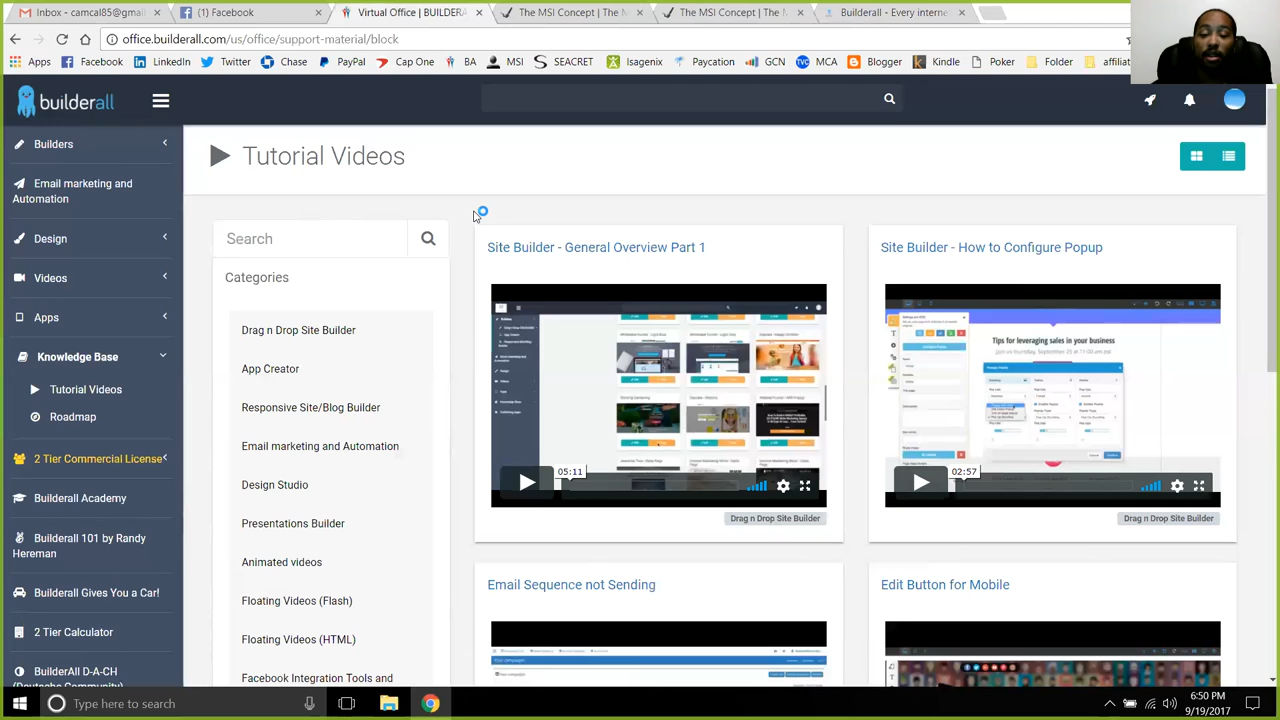 Inbox (5) - camcal85@gmai
(1) Facebook
Virtual Office | BUILDERA
The MSI Concept | The M
The MSI Concept | The M
Builderall - Every interne
office.builderall.com/us/office/support-material/block
Apps Facebook LinkedIn Twitter Chase PayPal Cap One BA MSI SEACRET Isagenix Paycation GCN MCA Blogger Kindle Poker Folder affiliat
builderall
Builders
Email marketing and
Automation
Design
Videos
Apps
Knowledge Base
Tutorial Videos
Roadmap
2 Tier Comercial License
Builderall Academy
Builderall 101 by Randy
Hereman
Builderall Gives You a Car!
2 Tier Calculator
Builderall
Tutorial Videos
Search
Categories
Drag n Drop Site Builder
App Creator
Responsive
Builder
Email marketing and Automation
Design Studio
Presentations Builder
Animated videos
Floating Videos (Flash)
Floating Videos (HTML)
Facebook Integration Tools and
Site Builder - General Overview Part 1
05:11
Drag n Drop Site Builder
Site Builder - How to Configure Popup
Tips for leveraging sales in your business
02:57
Drag n Drop Site Builder
Email Sequence not Sending
Edit Button for Mobile
Type here to search
6:50 PM
9/19/2017